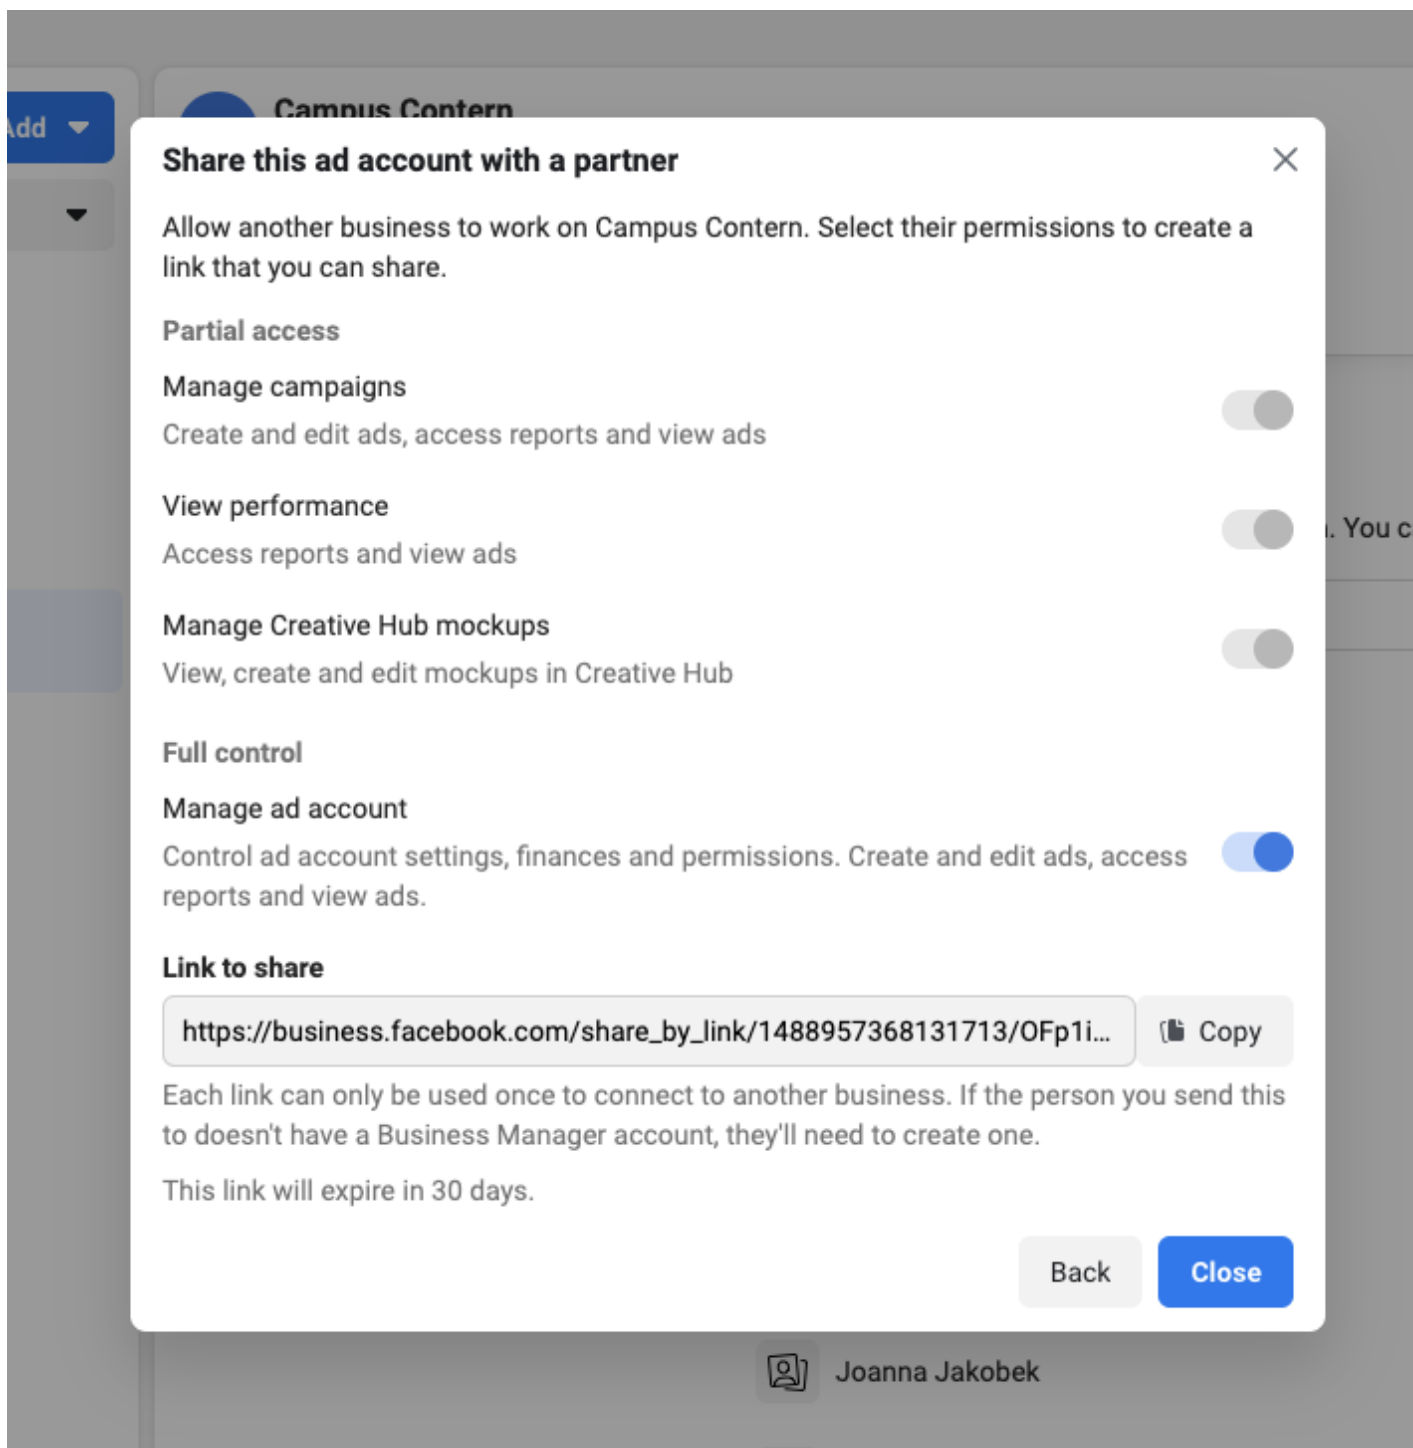 Add
Campus Contern
Share this ad account with a partner
Allow another business to work on Campus Contern. Select their permissions to create a
link that you can share.
Partial access
Manage campaigns
Create and edit ads, access reports and view ads
View performance
Access reports and view ads
. You c
Manage Creative Hub mockups
View, create and edit mockups in Creative Hub
Full control
Manage ad account
Control ad account settings, finances and permissions. Create and edit ads, access
reports and view ads.
Link to share
https://business.facebook.com/share_by_link/1488957368131713/OFp1i... Copy
Each link can only be used once to connect to another business. If the person you send this
to doesn't have a Business Manager account, they'll need to create one.
This link will expire in 30 days.
Back Close
Joanna Jakobek